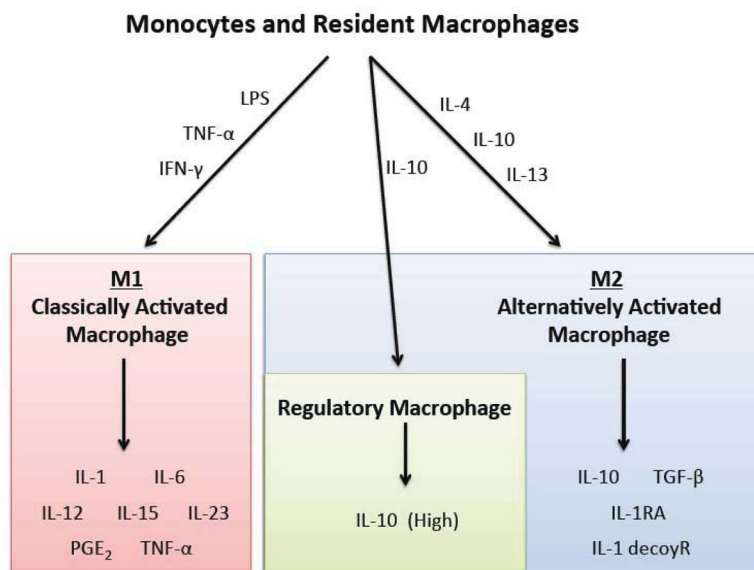 Monocytes and Resident Macrophages
LPS
TNF-α
IFN-γ
IL-10
IL-4
IL-10
IL-13
M1
Classically Activated
Macrophage
IL-1 IL-6
IL-12 IL-15 IL-23
PGE₂ TNF-α
Regulatory Macrophage
IL-10 (High)
M2
Alternatively Activated
Macrophage
IL-10 TGF-β
IL-1RA
IL-1 decoyR